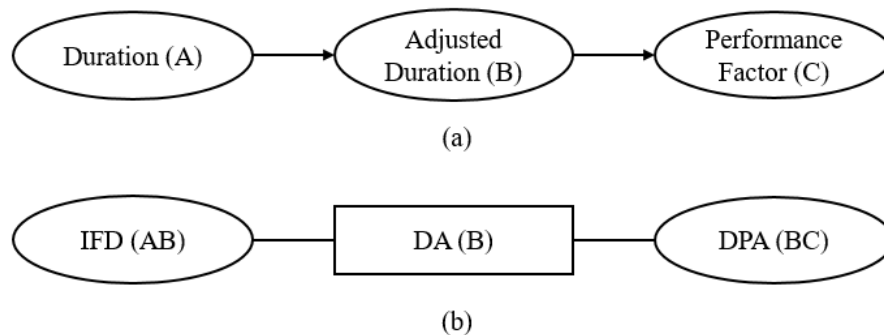 Duration (A)
Adjusted
Duration (B)
Performance
Factor (C)
(a)
IFD (AB)
DA (B)
DPA (BC)
(b)